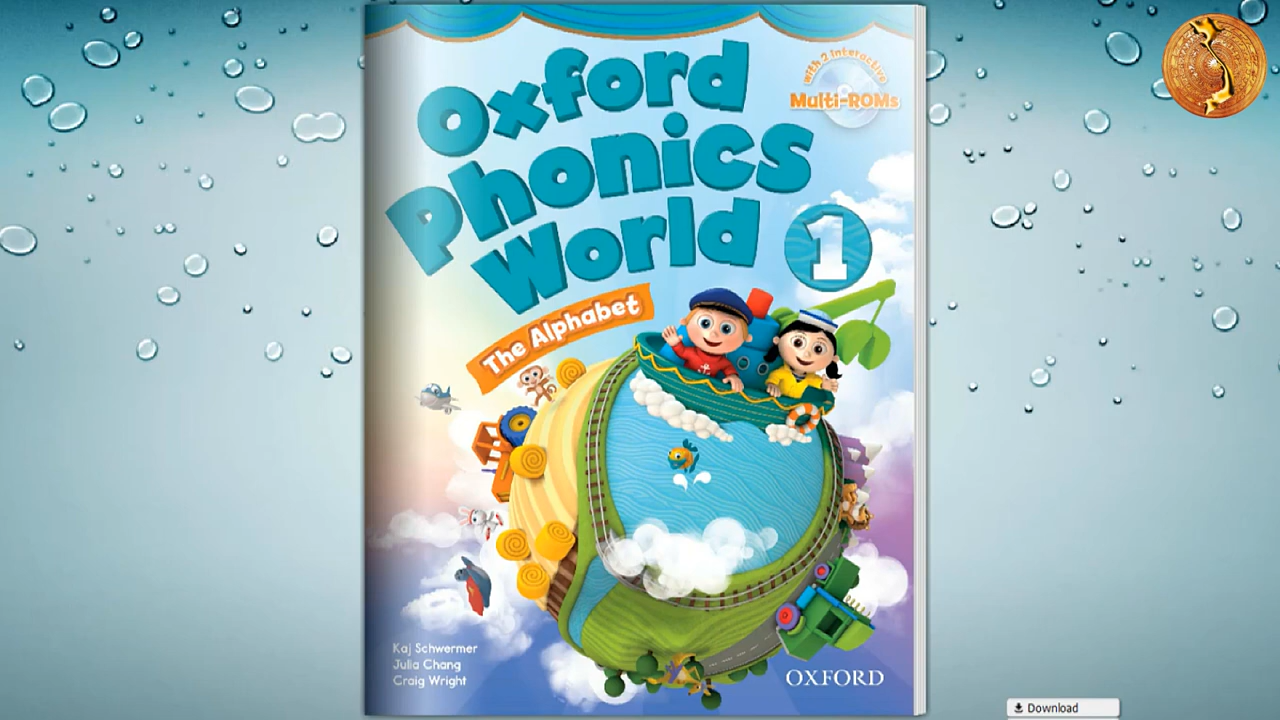 Oxford
Phonics
World
1
The Alphabet
with 2 Interactive
Multi-ROMs
Kaj Schwermer
Julia Chang
Craig Wright
OXFORD
Download